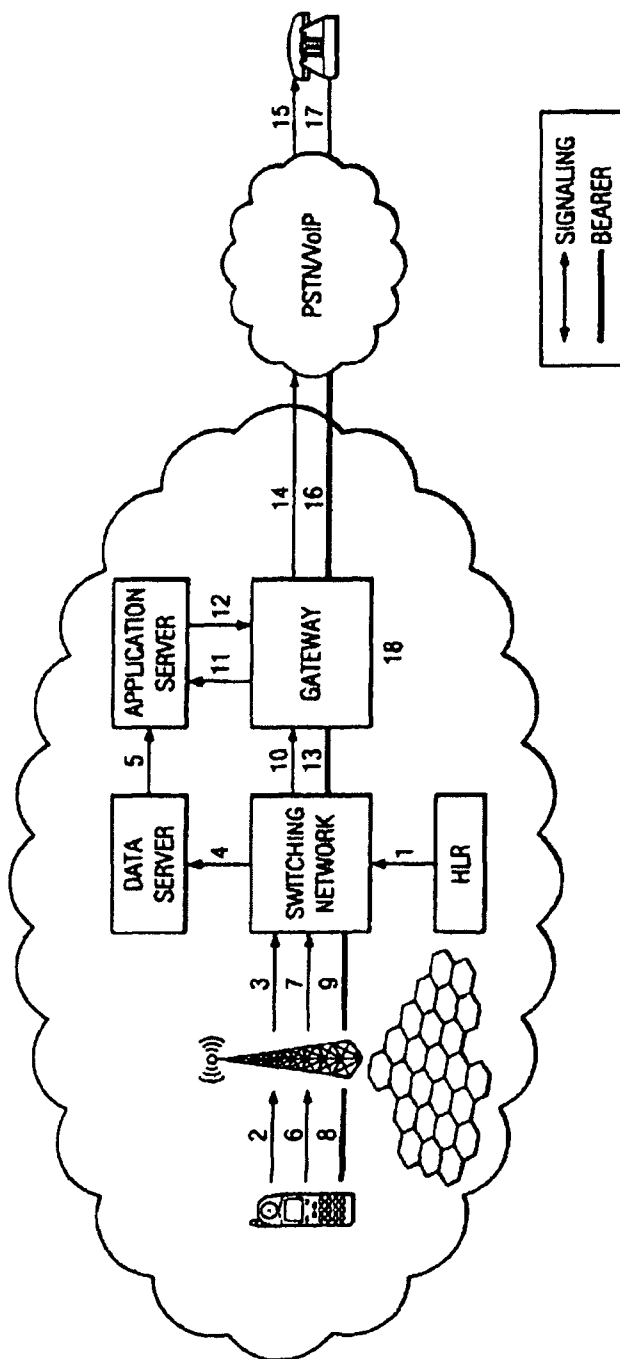 DATA
SERVER
5
APPLICATION
SERVER
4
11
12
2
3
6
7
8
9
SWITCHING
NETWORK
10
13
GATEWAY
14
16
PSTN/VoIP
15
17
1
18
HLR
SIGNALING
BEARER